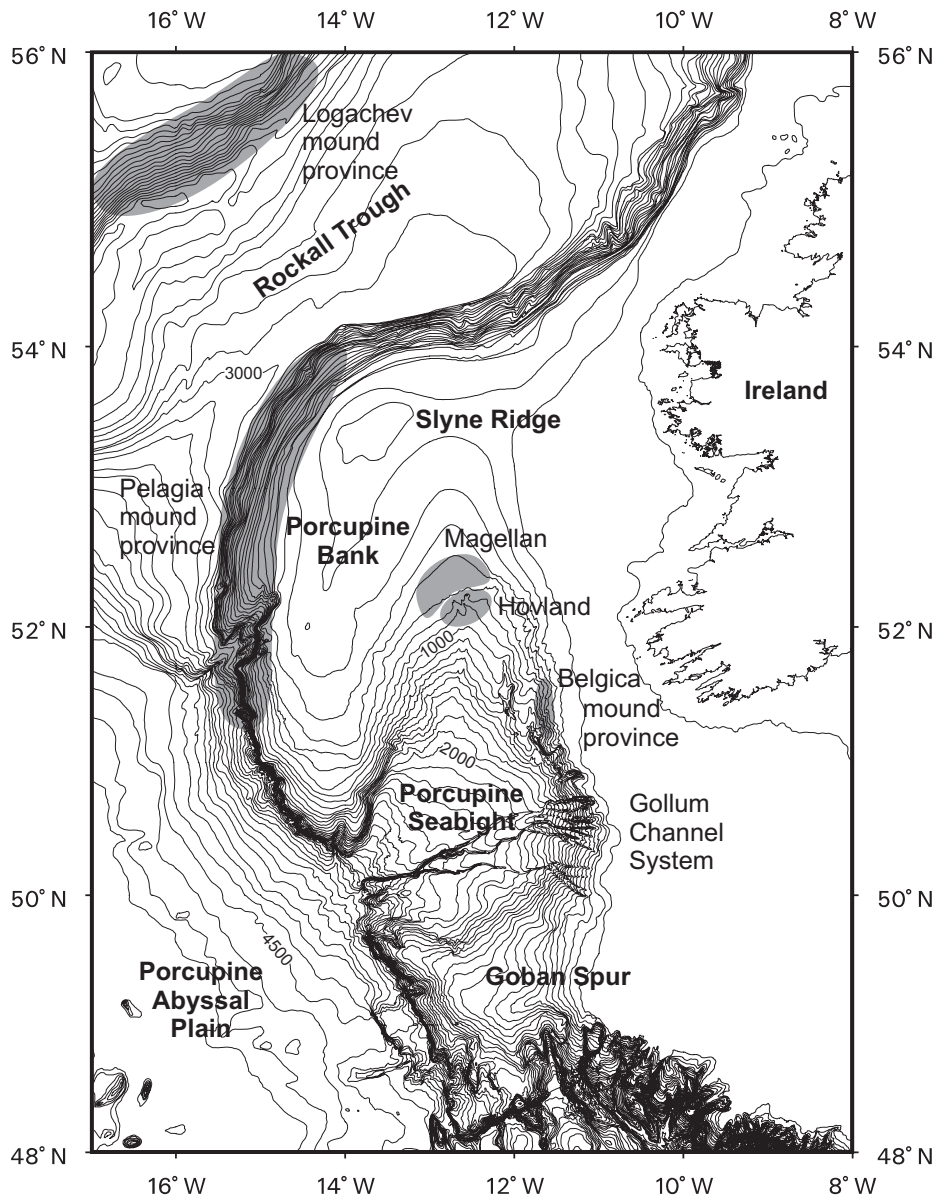 16° W 14° W 12° W 10° W 8° W
56° N 56° N
Logachev
mound
province
Rockall Trough
54° N 54° N
3000
Ireland
Slyne Ridge
Pelagia
mound
province
Porcupine
Bank
Magellan
Hovland
52° N 52° N
1000
Belgica
mound
province
2000
Porcupine
Seabight
Gollum
Channel
System
50° N 50° N
4500
Porcupine
Abyssal
Plain
Goban Spur
48° N 48° N
16° W 14° W 12° W 10° W 8° W